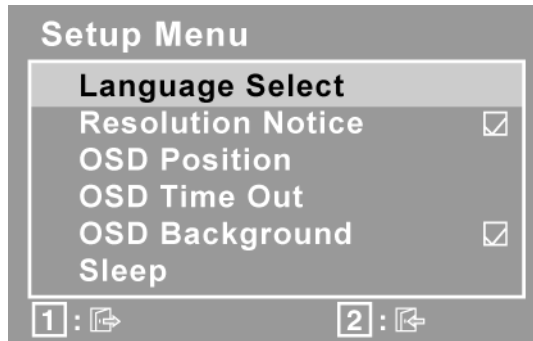 Setup Menu
Language Select
Resolution Notice
OSD Position
OSD Time Out
OSD Background
Sleep
1 : 2 :